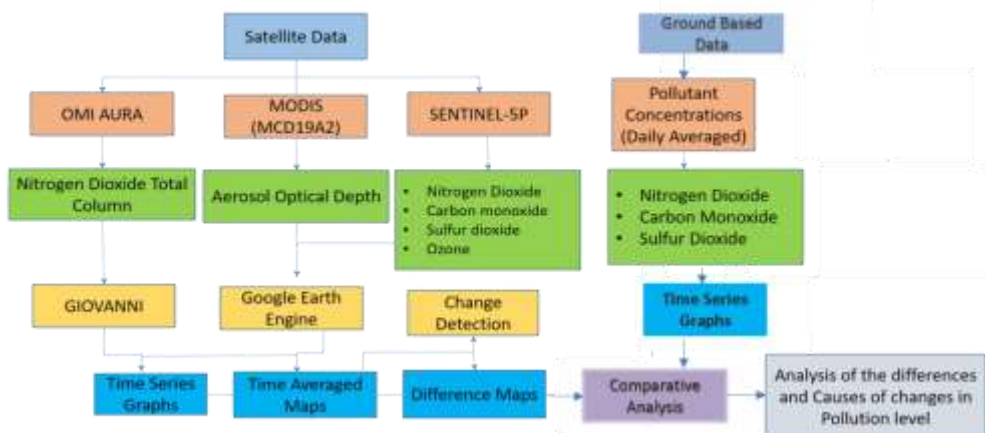 Satellite Data
Ground Based
Data
OMI AURA
MODIS
(MCD19A2)
SENTINEL-5P
Pollutant
Concentrations
(Daily Averaged)
Nitrogen Dioxide Total
Column
Aerosol Optical Depth
• Nitrogen Dioxide
• Carbon monoxide
• Sulfur dioxide
• Ozone
• Nitrogen Dioxide
• Carbon Monoxide
• Sulfur Dioxide
GIOVANNI
Google Earth
Engine
Change
Detection
Time Series
Graphs
Time Series
Graphs
Time Averaged
Maps
Difference Maps
Comparative
Analysis
Analysis of the differences
and Causes of changes in
Pollution level